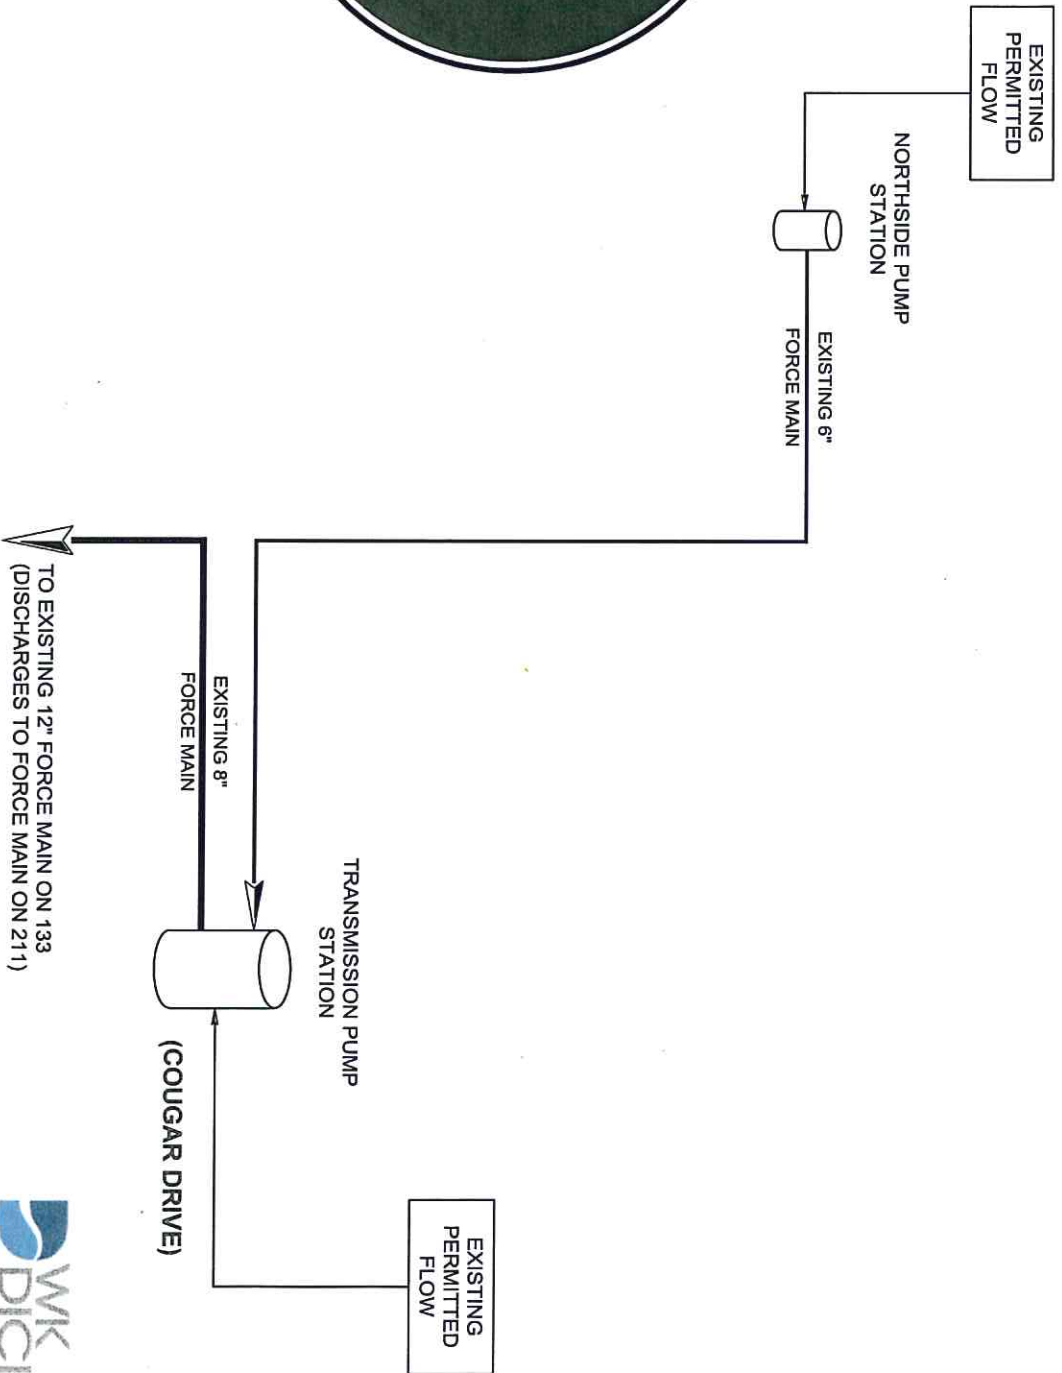 EXISTING
PERMITTED
FLOW
NORTHSIDE PUMP
STATION
EXISTING 6"
FORCE MAIN
TRANSMISSION PUMP
STATION
EXISTING 8"
FORCE MAIN
(COUGAR DRIVE)
EXISTING
PERMITTED
FLOW
TO EXISTING 12" FORCE MAIN ON 133
(DISCHARGES TO FORCE MAIN ON 211)
WK